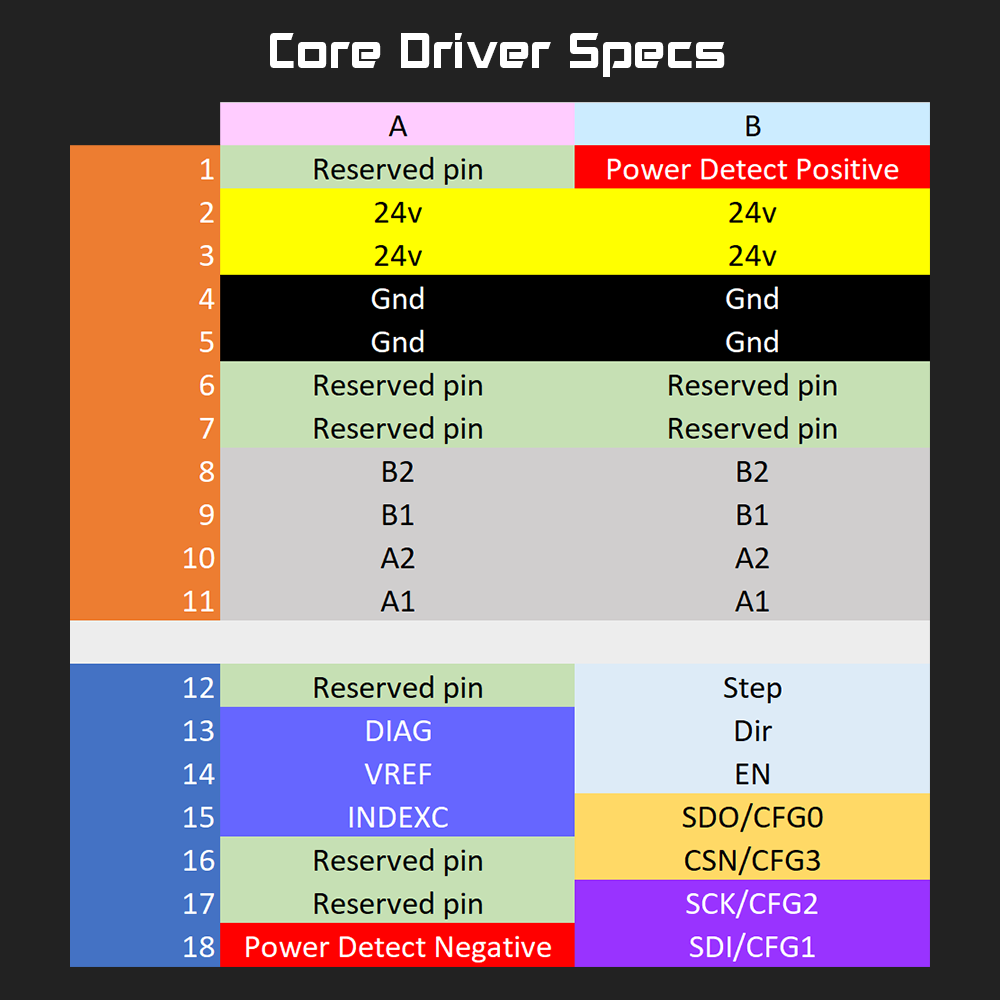 Core Driver Specs
A B
1 Reserved pin Power Detect Positive
2 24v 24v
3 24v 24v
4 Gnd Gnd
5 Gnd Gnd
6 Reserved pin Reserved pin
7 Reserved pin Reserved pin
8 B2 B2
9 B1 B1
10 A2 A2
11 A1 A1
12 Reserved pin Step
13 DIAG Dir
14 VREF EN
15 INDEXC SDO/CFG0
16 Reserved pin CSN/CFG3
17 Reserved pin SCK/CFG2
18 Power Detect Negative SDI/CFG1